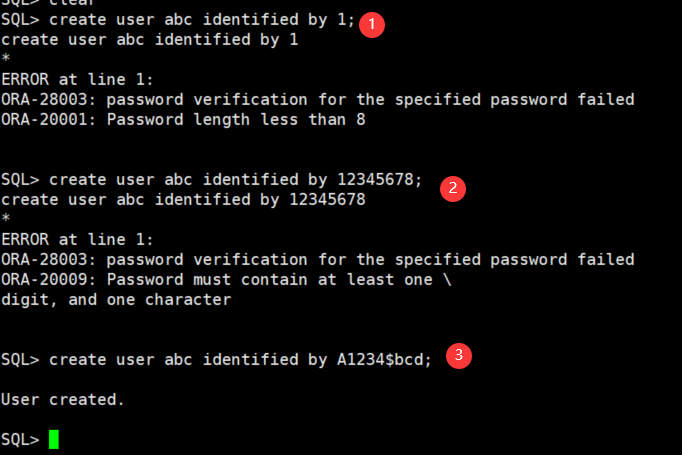 SQL> clear
SQL> create user abc identified by 1; 1
create user abc identified by 1
*
ERROR at line 1:
ORA-28003: password verification for the specified password failed
ORA-20001: Password length less than 8
SQL> create user abc identified by 12345678; 2
create user abc identified by 12345678
*
ERROR at line 1:
ORA-28003: password verification for the specified password failed
ORA-20009: Password must contain at least one \
digit, and one character
SQL> create user abc identified by A1234$bcd; 3
User created.
SQL>